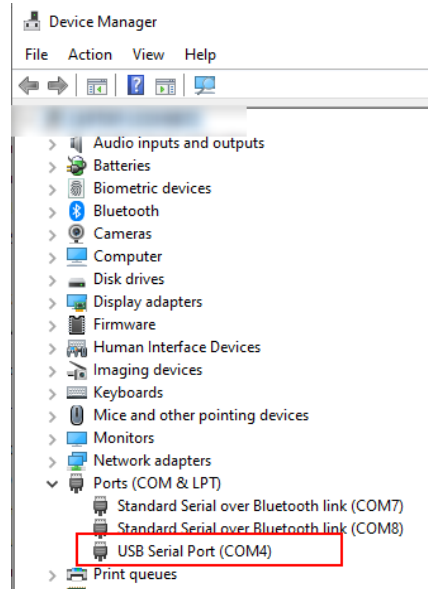 Device Manager
File Action View Help
Audio inputs and outputs
Batteries
Biometric devices
Bluetooth
Cameras
Computer
Disk drives
Display adapters
Firmware
Human Interface Devices
Imaging devices
Keyboards
Mice and other pointing devices
Monitors
Network adapters
Ports (COM & LPT)
Standard Serial over Bluetooth link (COM7)
Standard Serial over Bluetooth link (COM8)
USB Serial Port (COM4)
Print queues